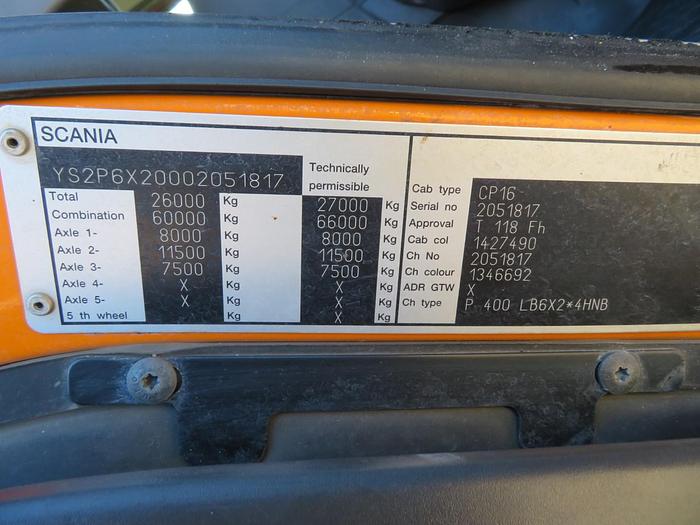 SCANIA
YS2P6X20002051817
Technically
permissible
Total 26000 Kg 27000 Kg
Combination 60000 Kg 66000 Kg
Axle 1- 8000 Kg 8000 Kg
Axle 2- 11500 Kg 11500 Kg
Axle 3- 7500 Kg 7500 Kg
Axle 4- X Kg X Kg
Axle 5- X Kg X Kg
5 th wheel X Kg X Kg
Cab type CP16
Serial no 2051817
Approval T 118 Fh
Cab col 1427490
Ch No 2051817
Ch colour 1346692
ADR GTW X
Ch type P 400 LB6X2*4HNB